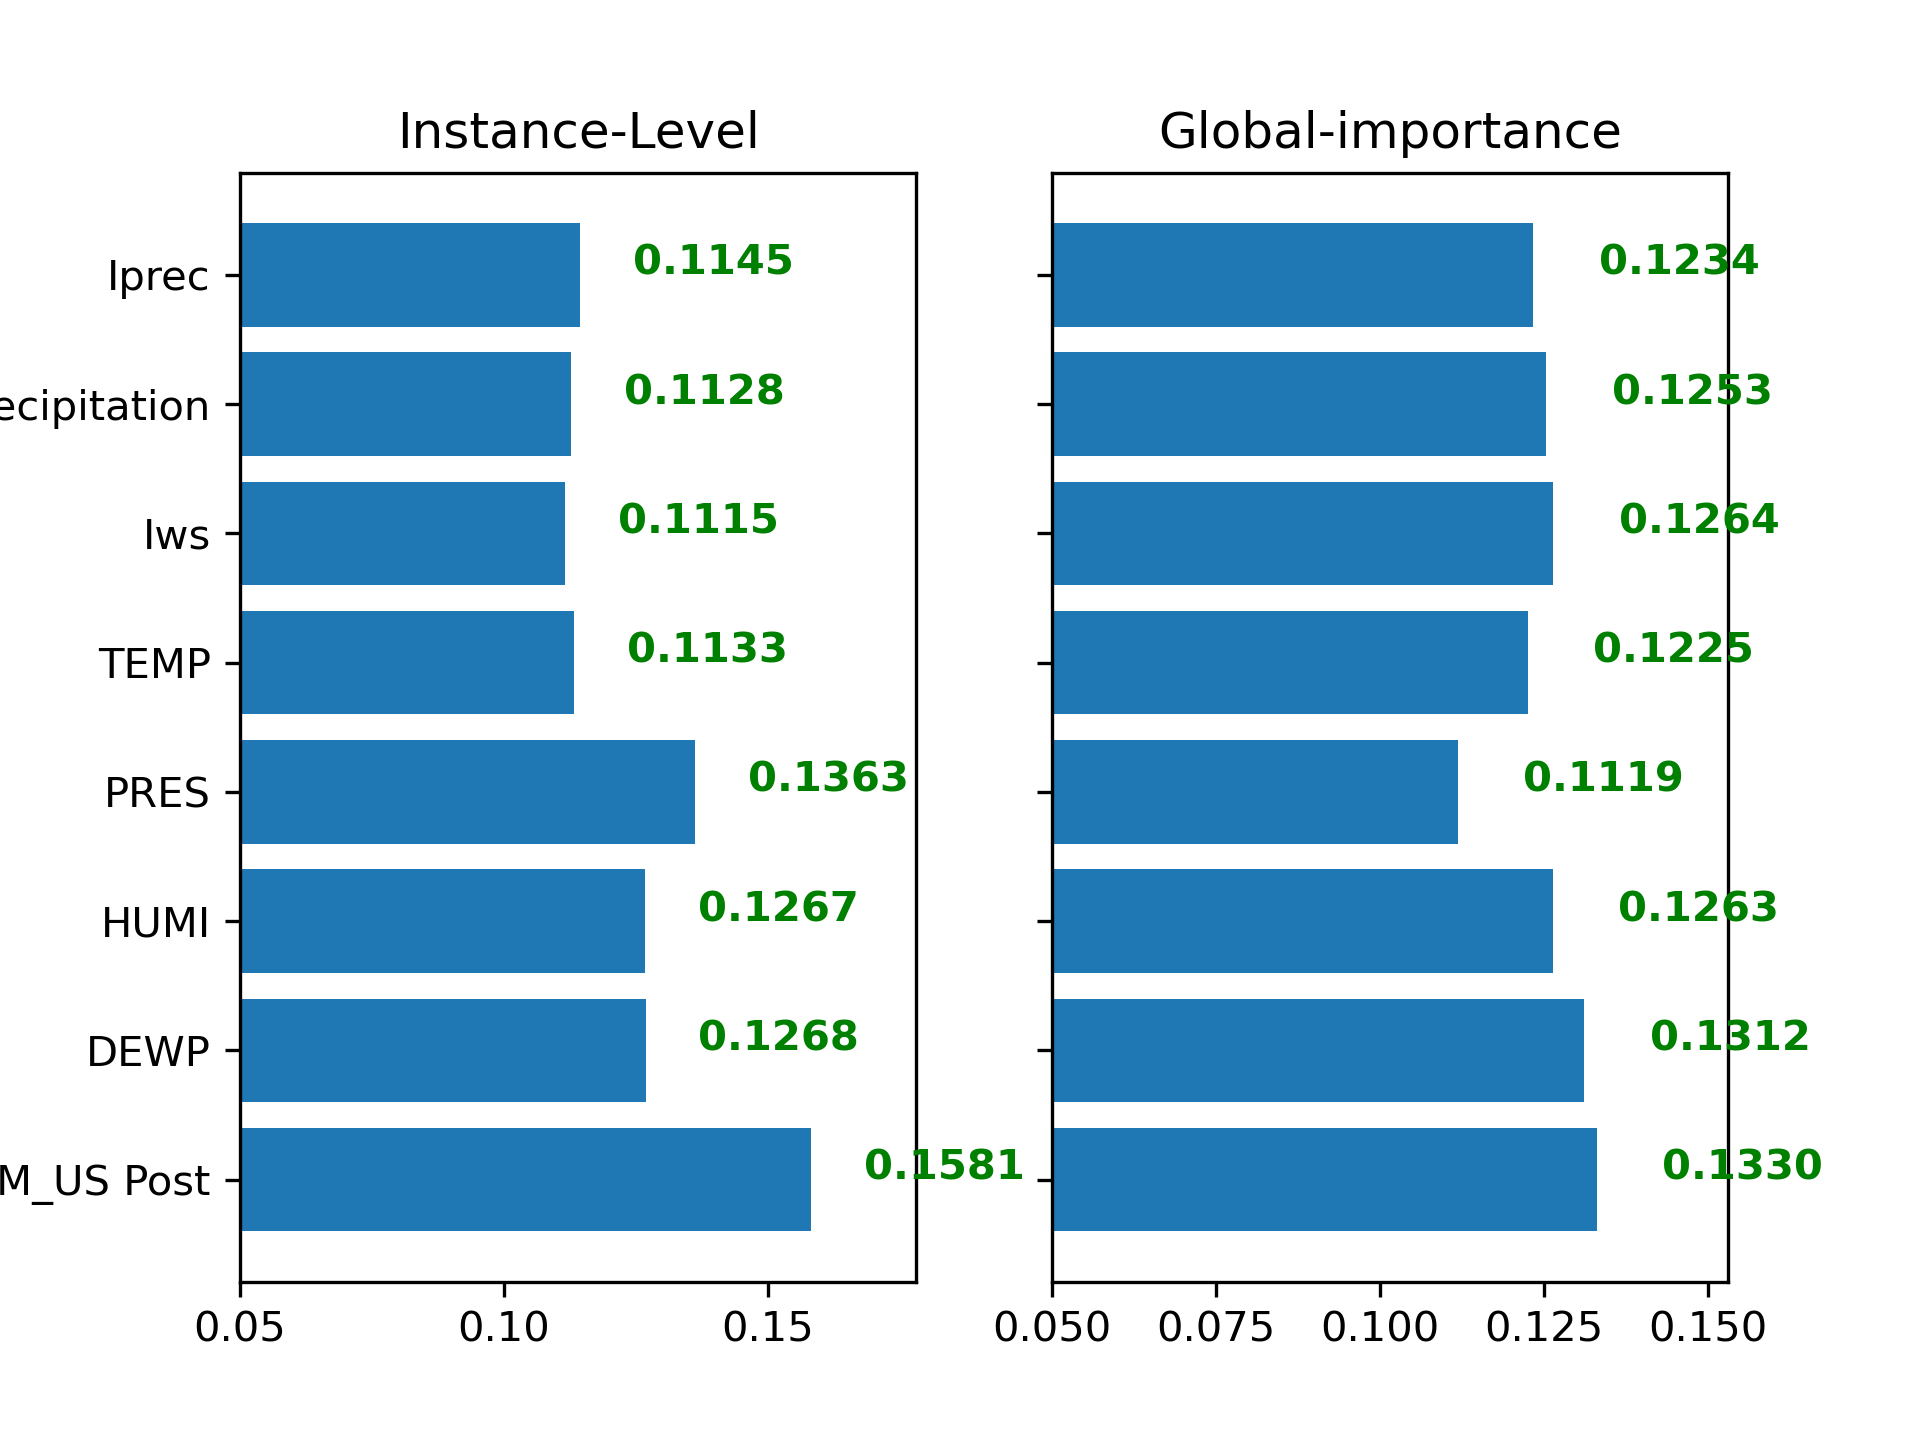 Instance-Level
Global-importance
Iprec 0.1145 0.1234
ecipitation 0.1128 0.1253
Iws 0.1115 0.1264
TEMP 0.1133 0.1225
PRES 0.1363 0.1119
HUMI 0.1267 0.1263
DEWP 0.1268 0.1312
M_US Post 0.1581 0.1330
0.05 0.10 0.15
0.050 0.075 0.100 0.125 0.150